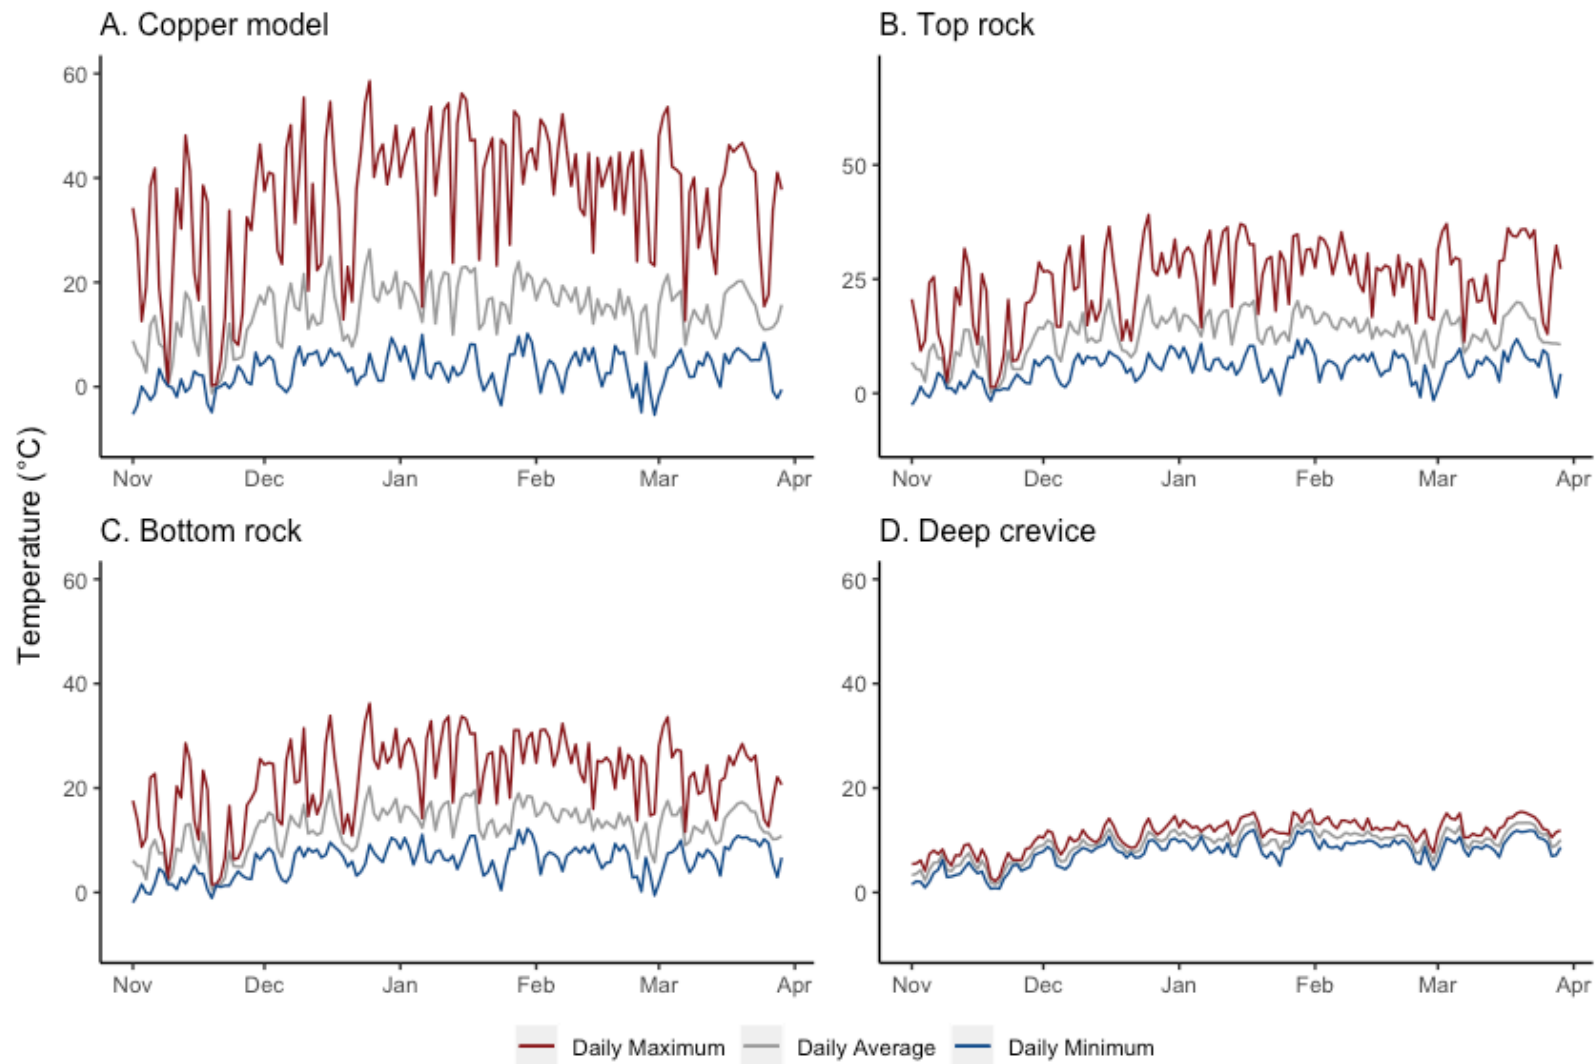 A. Copper model
B. Top rock
60
40
20
0
50
25
0
Nov Dec Jan Feb Mar Apr
Nov Dec Jan Feb Mar Apr
Temperature (°C)
C. Bottom rock
D. Deep crevice
60
40
20
0
60
40
20
0
Nov Dec Jan Feb Mar Apr
Nov Dec Jan Feb Mar Apr
Daily Maximum Daily Average Daily Minimum